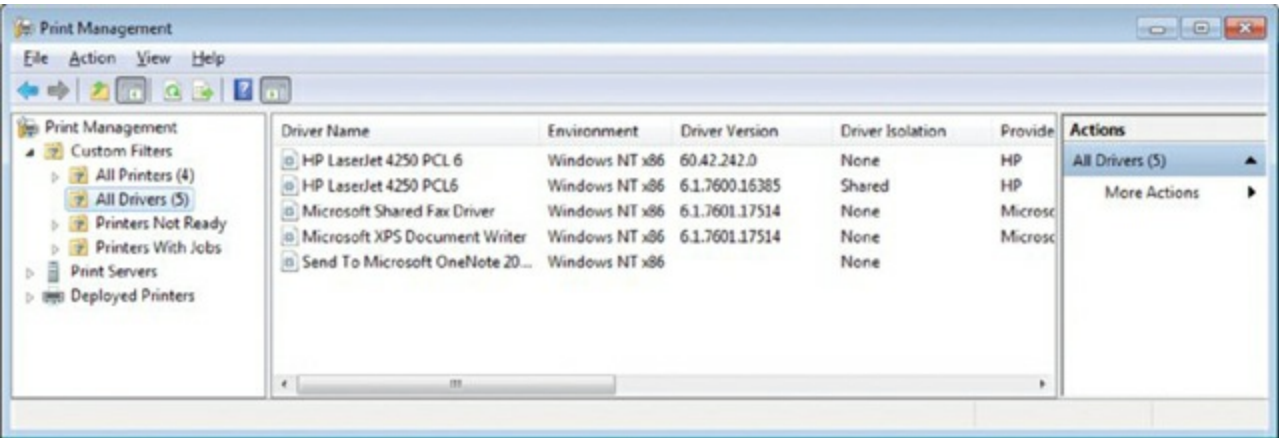 Print Management
File Action View Help
Print Management
Custom Filters
All Printers (4)
All Drivers (5)
Printers Not Ready
Printers With Jobs
Print Servers
Deployed Printers
Driver Name Environment Driver Version Driver Isolation Provide
HP LaserJet 4250 PCL 6 Windows NT x86 60.42.242.0 None HP
HP LaserJet 4250 PCL6 Windows NT x86 6.1.7600.16385 Shared HP
Microsoft Shared Fax Driver Windows NT x86 6.1.7601.17514 None Microsc
Microsoft XPS Document Writer Windows NT x86 6.1.7601.17514 None Microsc
Send To Microsoft OneNote 20... Windows NT x86 None
Actions
All Drivers (5)
More Actions